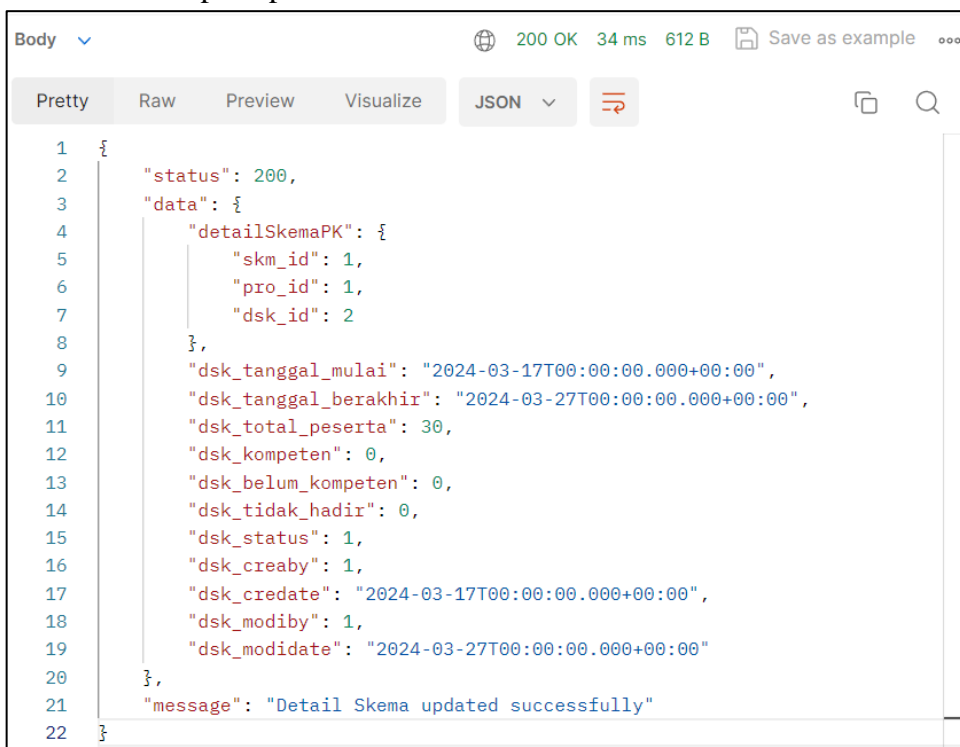 Body 200 OK 34 ms 612 B Save as example
Pretty Raw Preview Visualize JSON
1 {
2 "status": 200,
3 "data": {
4 "detailSkemaPK": {
5 "skm_id": 1,
6 "pro_id": 1,
7 "dsk_id": 2
8 },
9 "dsk_tanggal_mulai": "2024-03-17T00:00:00.000+00:00",
10 "dsk_tanggal_berakhir": "2024-03-27T00:00:00.000+00:00",
11 "dsk_total_peserta": 30,
12 "dsk_kompeten": 0,
13 "dsk_belum_kompeten": 0,
14 "dsk_tidak_hadir": 0,
15 "dsk_status": 1,
16 "dsk_creaby": 1,
17 "dsk_credate": "2024-03-17T00:00:00.000+00:00",
18 "dsk_modiby": 1,
19 "dsk_modidate": "2024-03-27T00:00:00.000+00:00"
20 },
21 "message": "Detail Skema updated successfully"
22 }